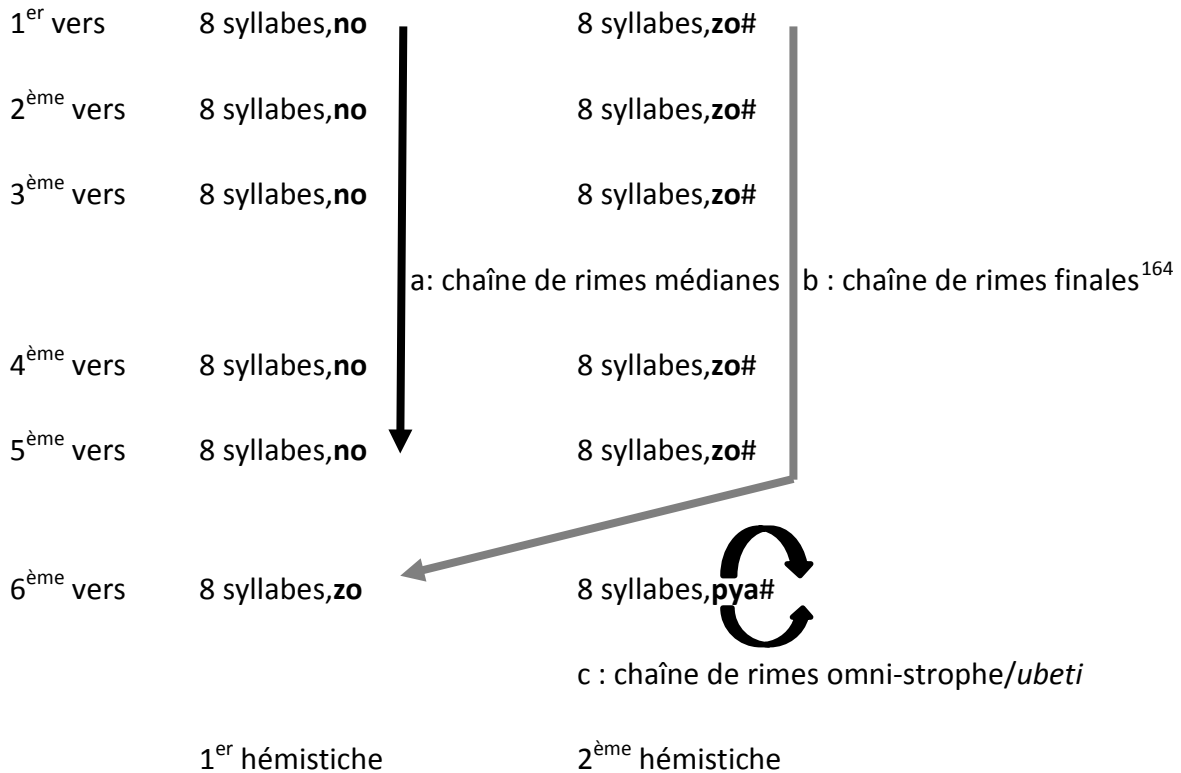 1er vers 8 syllabes,no 8 syllabes,zo#
2ème vers 8 syllabes,no 8 syllabes,zo#
3ème vers 8 syllabes,no 8 syllabes,zo#
a: chaîne de rimes médianes b : chaîne de rimes finales164
4ème vers 8 syllabes,no 8 syllabes,zo#
5ème vers 8 syllabes,no 8 syllabes,zo#
6ème vers 8 syllabes,zo 8 syllabes,pya#
c : chaîne de rimes omni-strophe/ubeti
1er hémistiche 2ème hémistiche